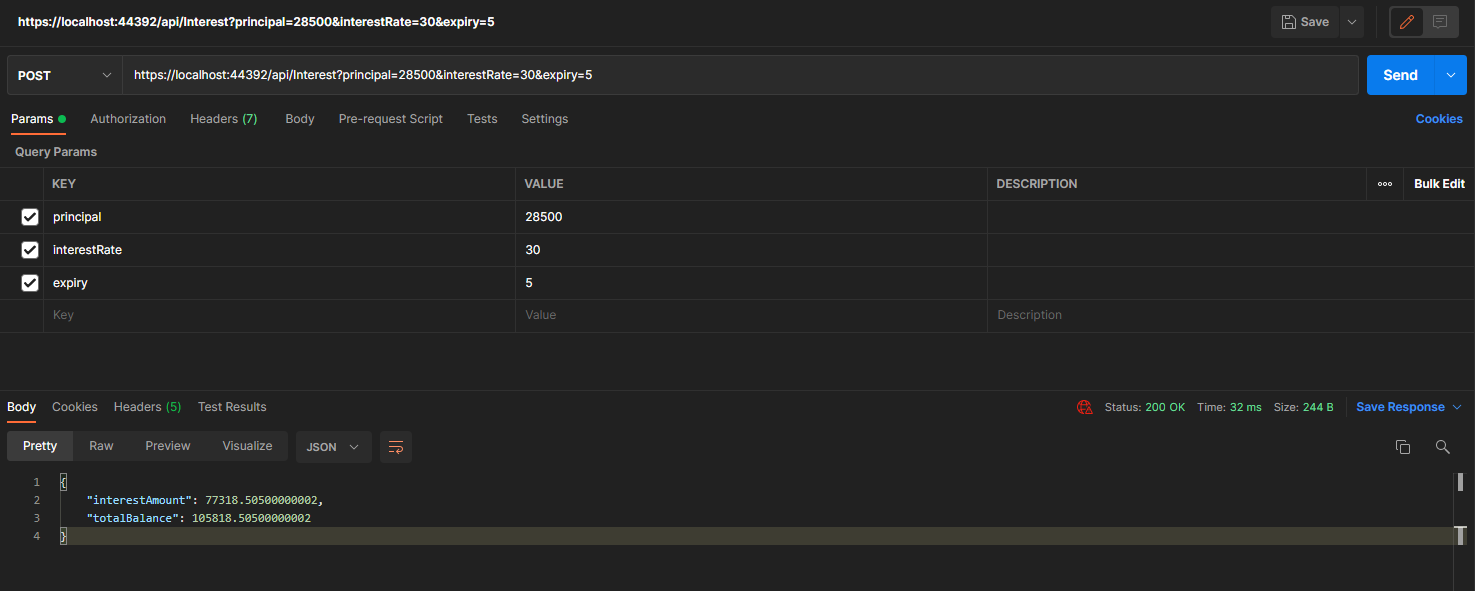 https://localhost:44392/api/Interest?principal=28500&interestRate=30&expiry=5
Save
POST
https://localhost:44392/api/Interest?principal=28500&interestRate=30&expiry=5
Send
Params Authorization Headers (7) Body Pre-request Script Tests Settings Cookies
Query Params
KEY VALUE DESCRIPTION Bulk Edit
principal 28500
interestRate 30
expiry 5
Key Value Description
Body Cookies Headers (5) Test Results Status: 200 OK Time: 32 ms Size: 244 B Save Response
Pretty Raw Preview Visualize JSON
1 {
2 "interestAmount": 77318.50500000002,
3 "totalBalance": 105818.50500000002
4 }